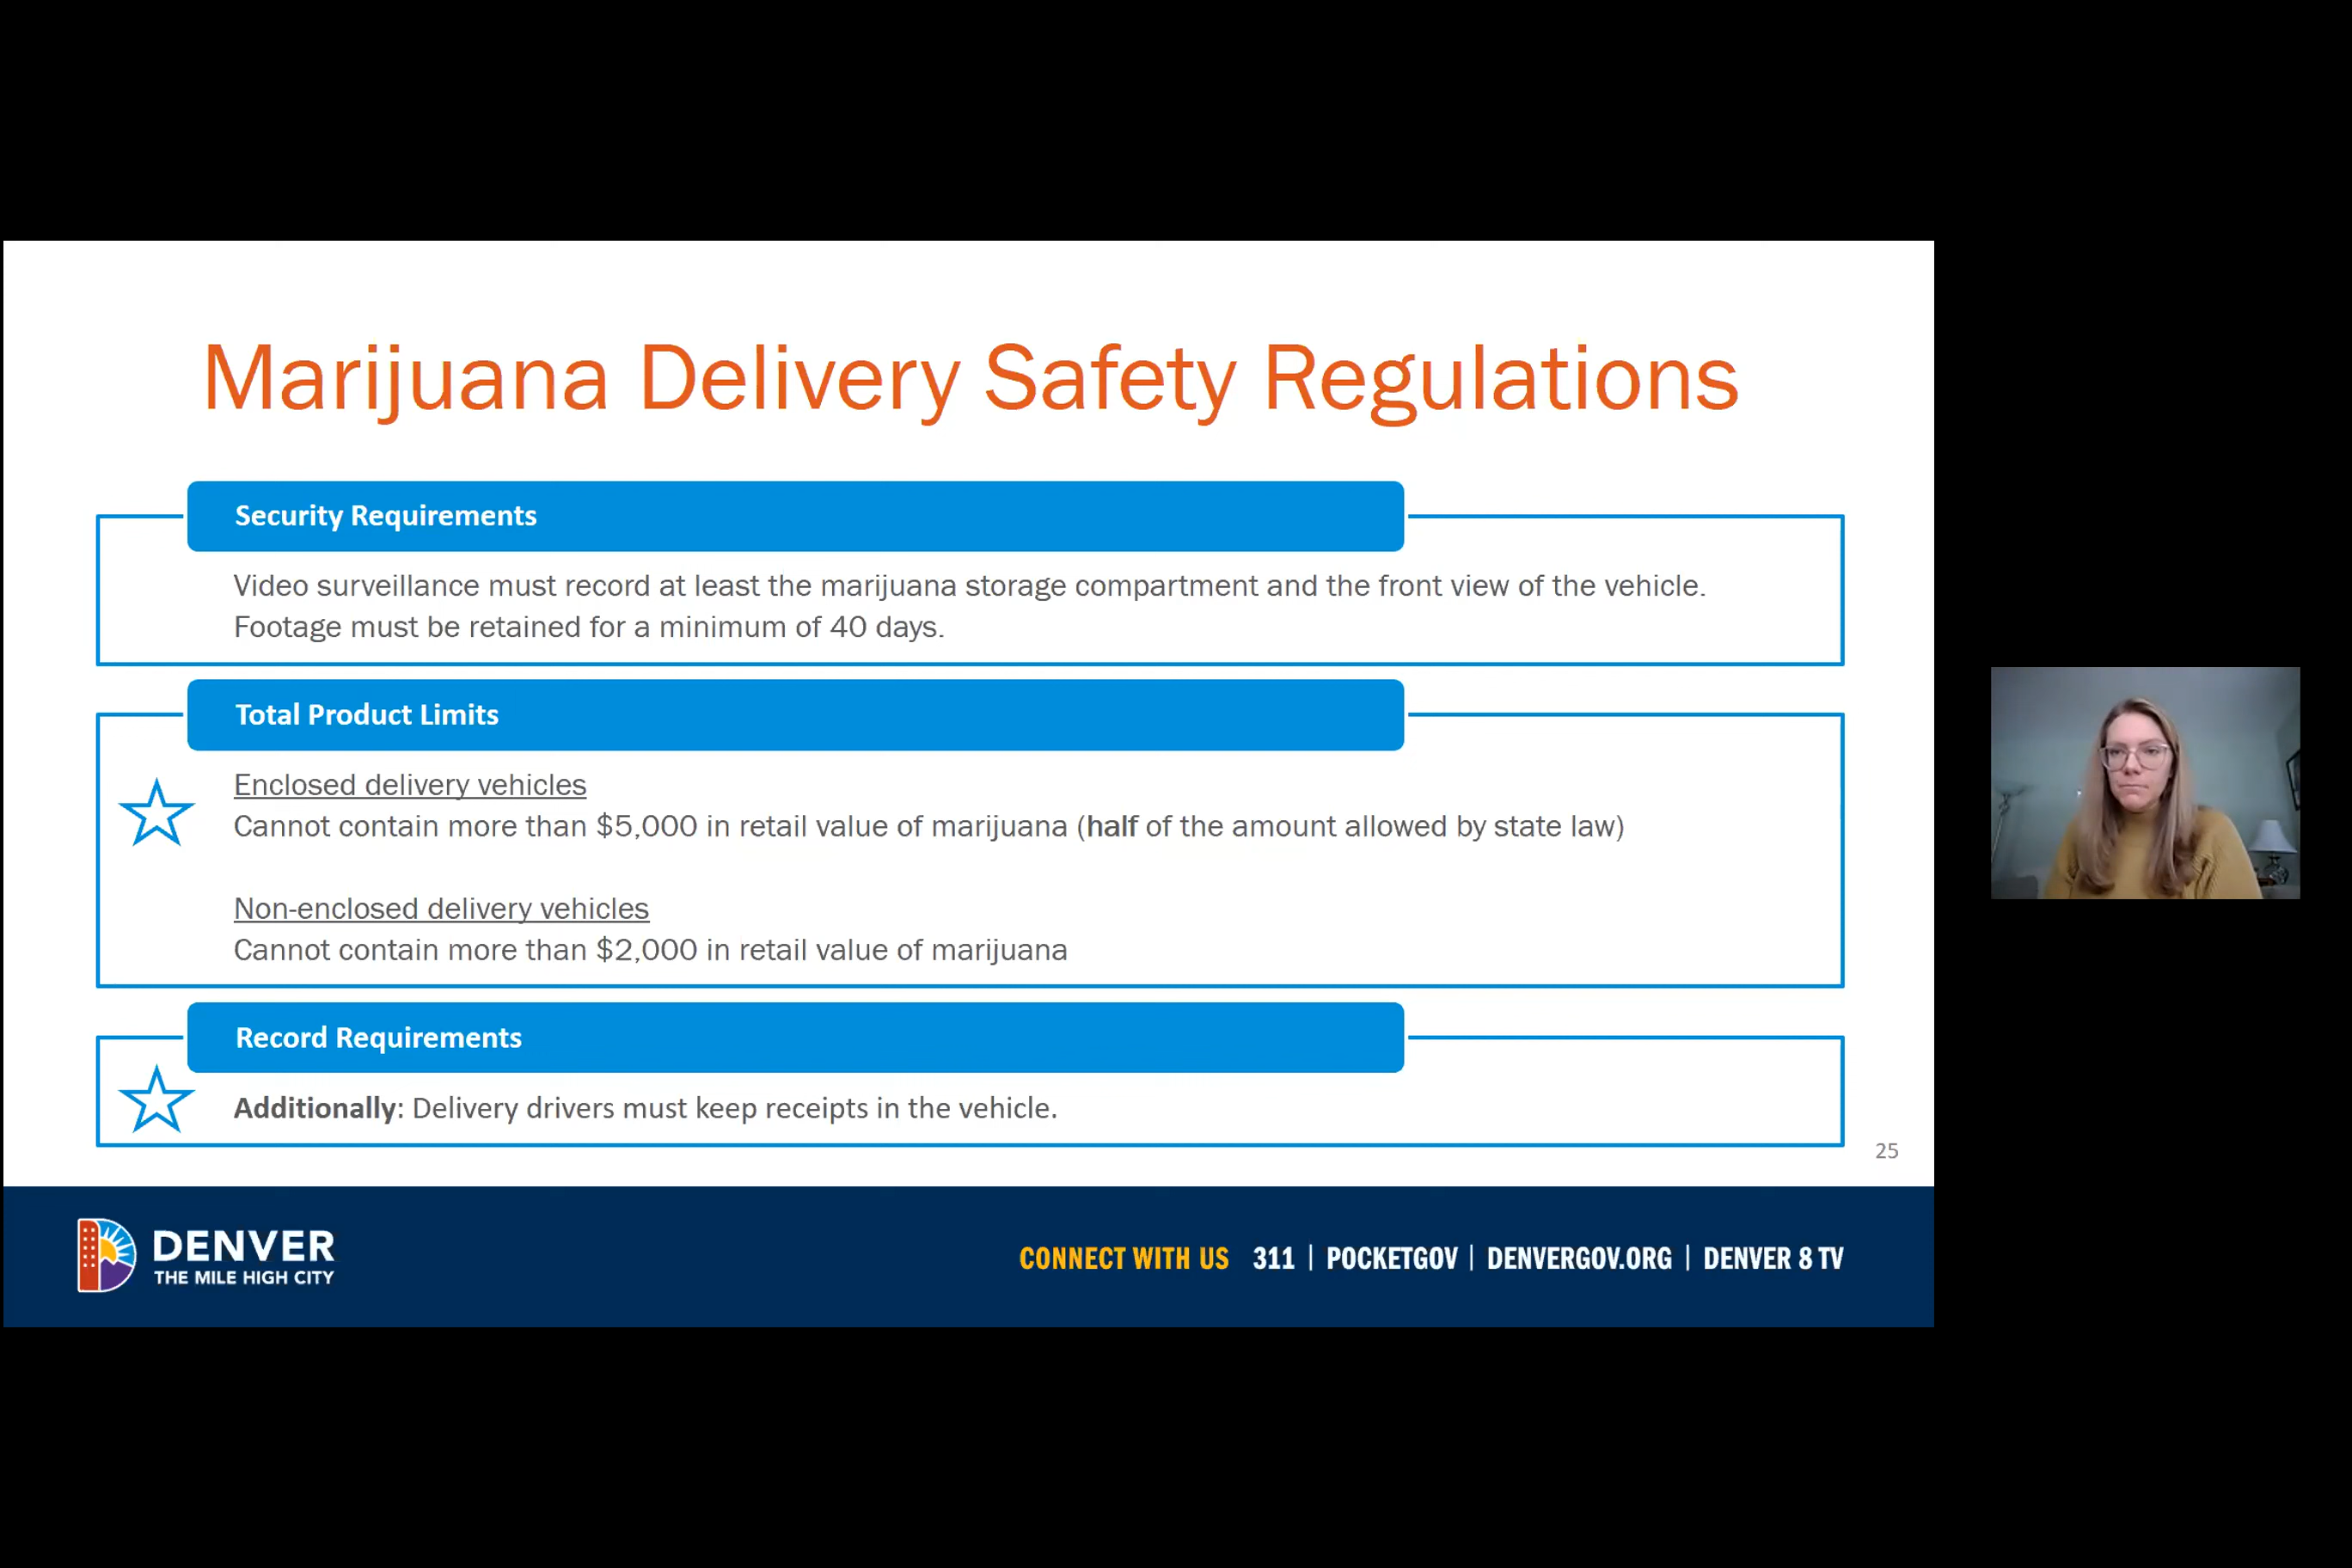 Marijuana Delivery Safety Regulations
Security Requirements
Video surveillance must record at least the marijuana storage compartment and the front view of the vehicle.
Footage must be retained for a minimum of 40 days.
Total Product Limits
Enclosed delivery vehicles
Cannot contain more than $5,000 in retail value of marijuana (half of the amount allowed by state law)
Non-enclosed delivery vehicles
Cannot contain more than $2,000 in retail value of marijuana
Record Requirements
Additionally: Delivery drivers must keep receipts in the vehicle.
25
DENVER
THE MILE HIGH CITY
CONNECT WITH US 311 | POCKETGOV | DENVERGOV.ORG | DENVER 8 TV